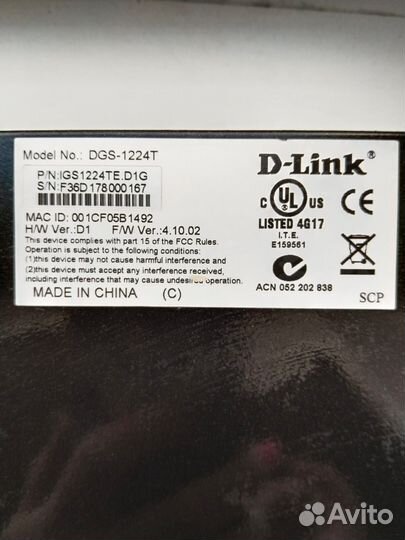 Model No.: DGS-1224T
P/N:IGS1224TE.D1G
S/N:F36D178000167
MAC ID: 001CF05B1492
H/W Ver.:D1 F/W Ver.:4.10.02
This device complies with part 15 of the FCC Rules.
Operation is subject to the following two conditions:
(1)this device may not cause harmful interference and
(2)this device must accept any interference received,
including interference that may cause undesired operation.
MADE IN CHINA (C)
D-Link®
C UL US ®
LISTED 4G17
I.T.E.
E159561
ACN 052 202 838
SCP
Avito